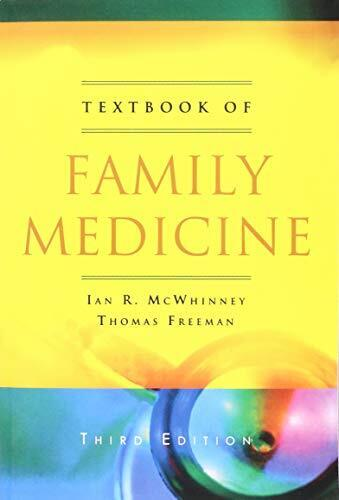 TEXTBOOK OF
FAMILY
MEDICINE
IAN R. MCWHINNEY
THOMAS FREEMAN
THIRD EDITION